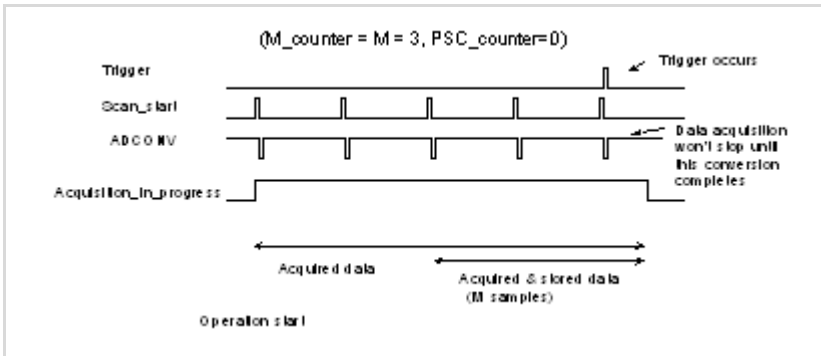 (M_counter = M = 3, PSC_counter=0)
Trigger
Trigger occurs
Scan_start
ADCONV
Data acquisition
won't stop until
this conversion
completes
Acquisition_in_progress
Acquired data
Acquired & stored data
(M samples)
Operation start